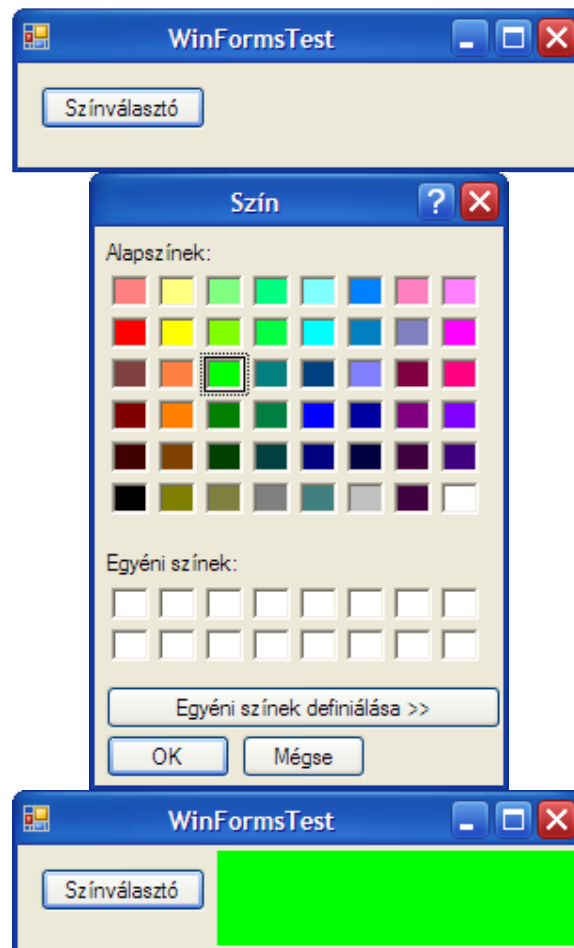 WinFormsTest
Színválasztó
Szín
Alapszínek:
Egyéni színek:
Egyéni színek definiálása >>
OK Mégse
WinFormsTest
Színválasztó